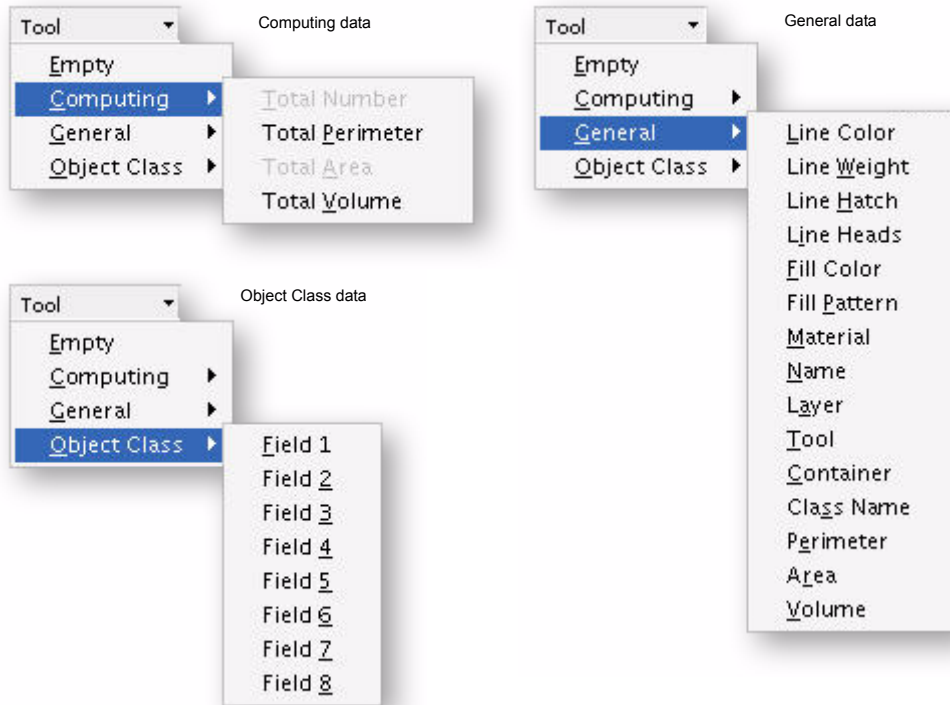 Tool
Computing data
Empty
Computing
General
Object Class
Total Number
Total Perimeter
Total Area
Total Volume
Tool
General data
Empty
Computing
General
Object Class
Line Color
Line Weight
Line Hatch
Line Heads
Fill Color
Fill Pattern
Material
Name
Layer
Tool
Container
Class Name
Perimeter
Area
Volume
Tool
Object Class data
Empty
Computing
General
Object Class
Field 1
Field 2
Field 3
Field 4
Field 5
Field 6
Field 7
Field 8